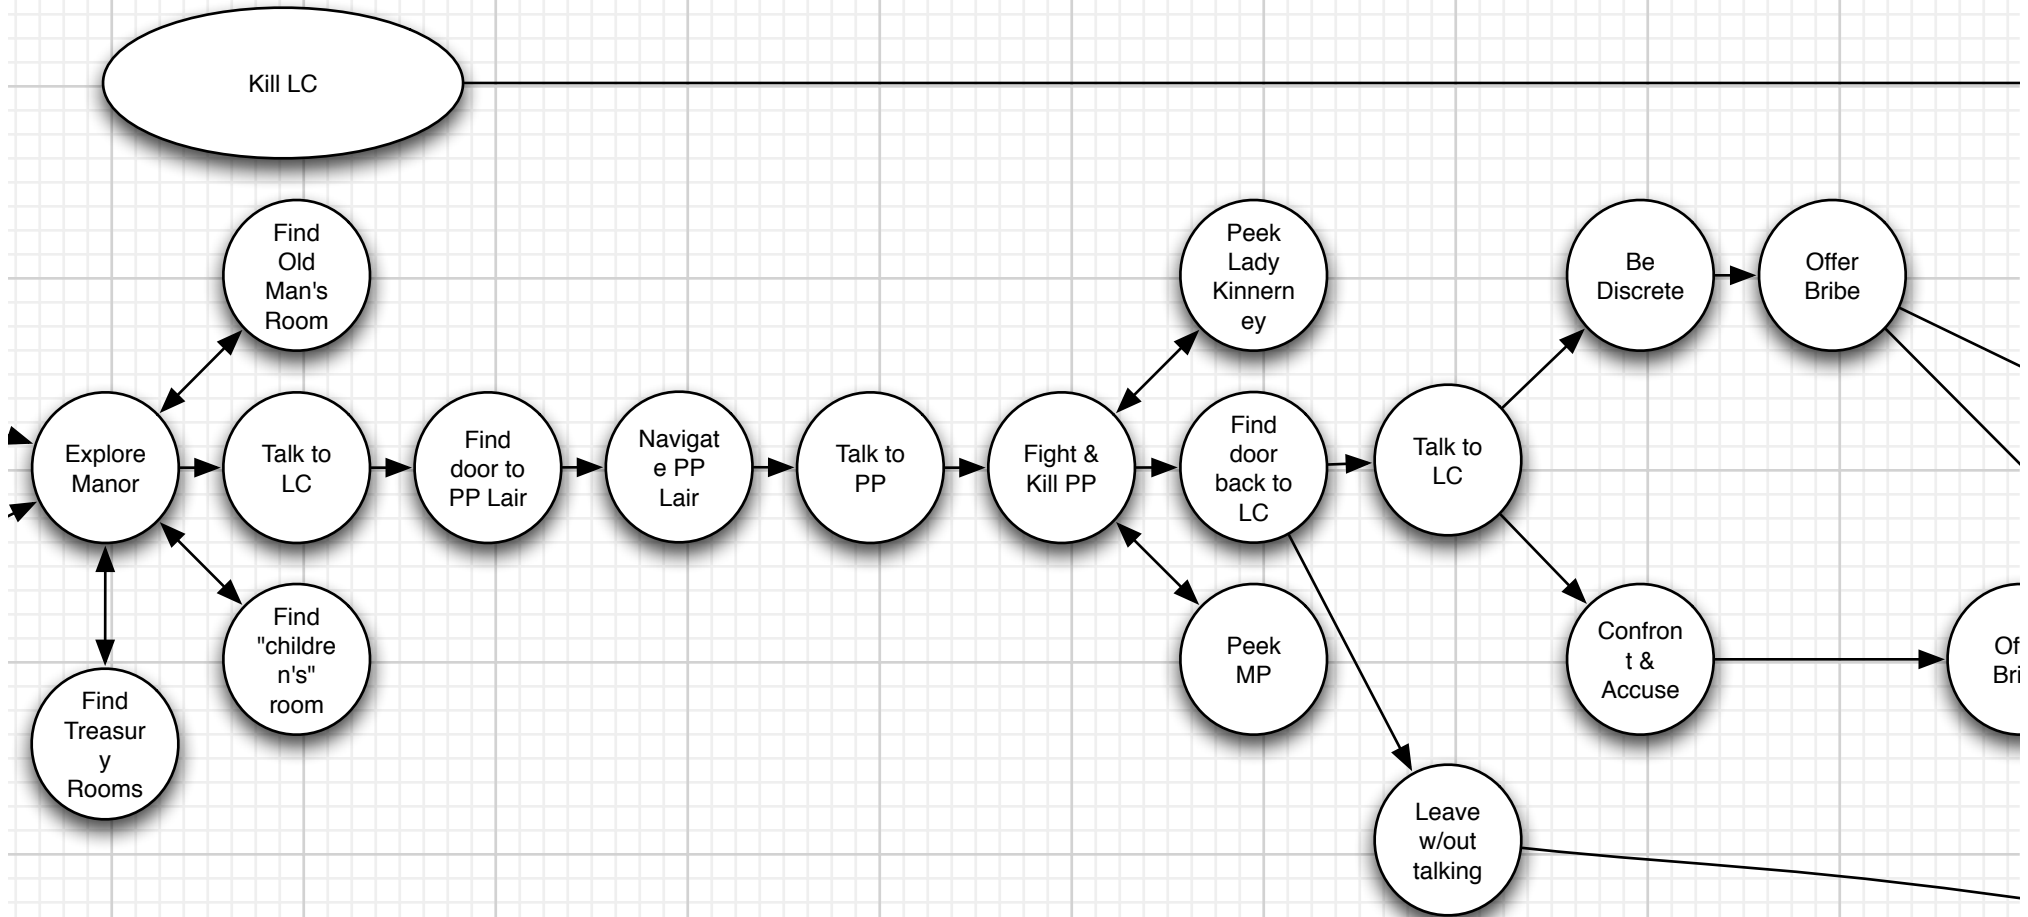 Kill LC
Find
Old
Man's
Room
Peek
Lady
Kinnern
ey
Be
Discrete
Offer
Bribe
Explore
Manor
Talk to
LC
Find
door to
PP Lair
Navigat
e PP
Lair
Talk to
PP
Fight &
Kill PP
Find
door
back to
LC
Talk to
LC
Find
"childre
n's"
room
Peek
MP
Confron
t &
Accuse
Of
Bri
Find
Treasur
y
Rooms
Leave
w/out
talking